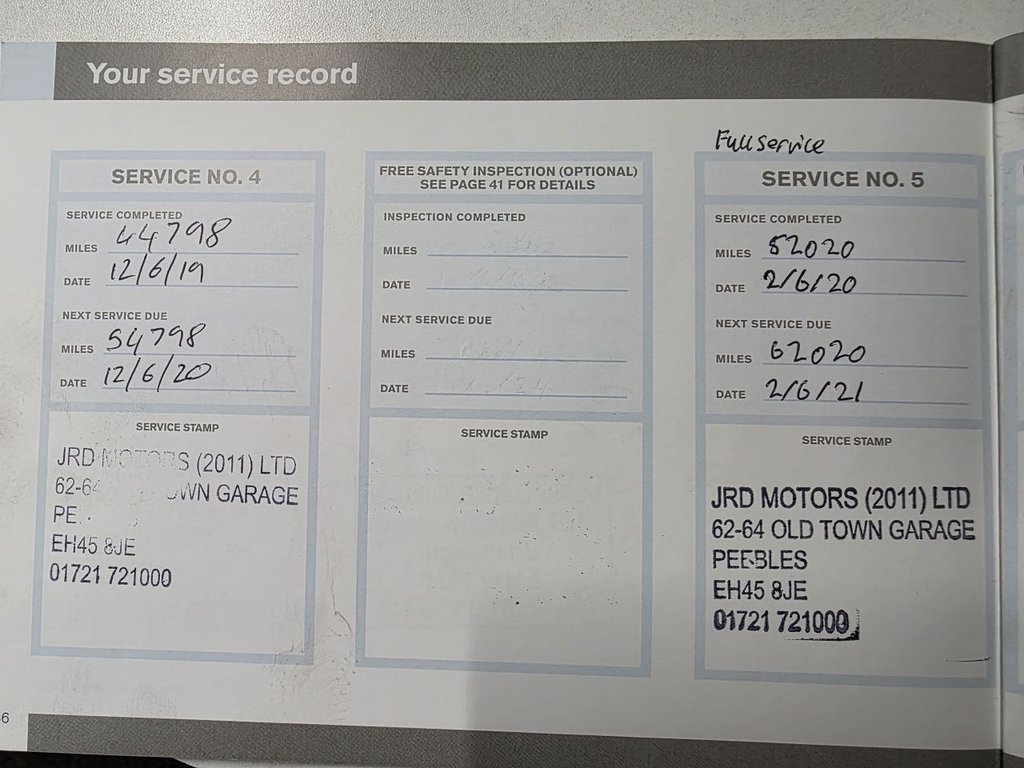 Your service record
SERVICE NO. 4
SERVICE COMPLETED
MILES 44798
DATE 12/6/19
NEXT SERVICE DUE
MILES 54798
DATE 12/6/20
SERVICE STAMP
JRD MOTORS (2011) LTD
62-64 OWN GARAGE
PE
EH45 8JE
01721 721000
FREE SAFETY INSPECTION (OPTIONAL)
SEE PAGE 41 FOR DETAILS
INSPECTION COMPLETED
MILES
DATE
NEXT SERVICE DUE
MILES
DATE
SERVICE STAMP
Full service
SERVICE NO. 5
SERVICE COMPLETED
MILES 52020
DATE 2/6/20
NEXT SERVICE DUE
MILES 62020
DATE 2/6/21
SERVICE STAMP
JRD MOTORS (2011) LTD
62-64 OLD TOWN GARAGE
PEEBLES
EH45 8JE
01721 721000
6